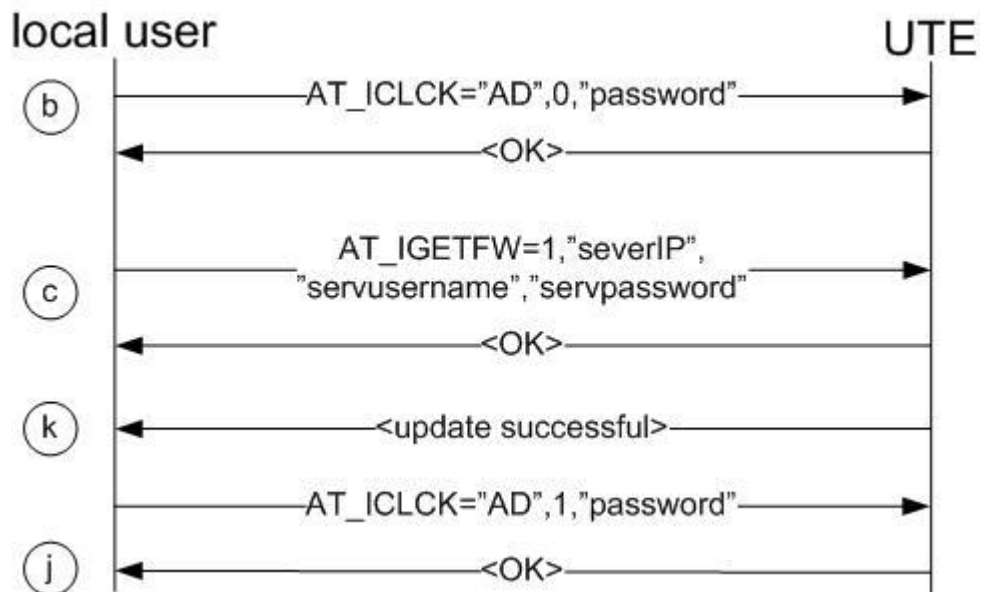 local user
UTE
b
AT_ICLCK="AD",0,"password"
<OK>
c
AT_IGETFW=1,"severIP",
"servusername","servpassword"
<OK>
k
<update successful>
AT_ICLCK="AD",1,"password"
j
<OK>